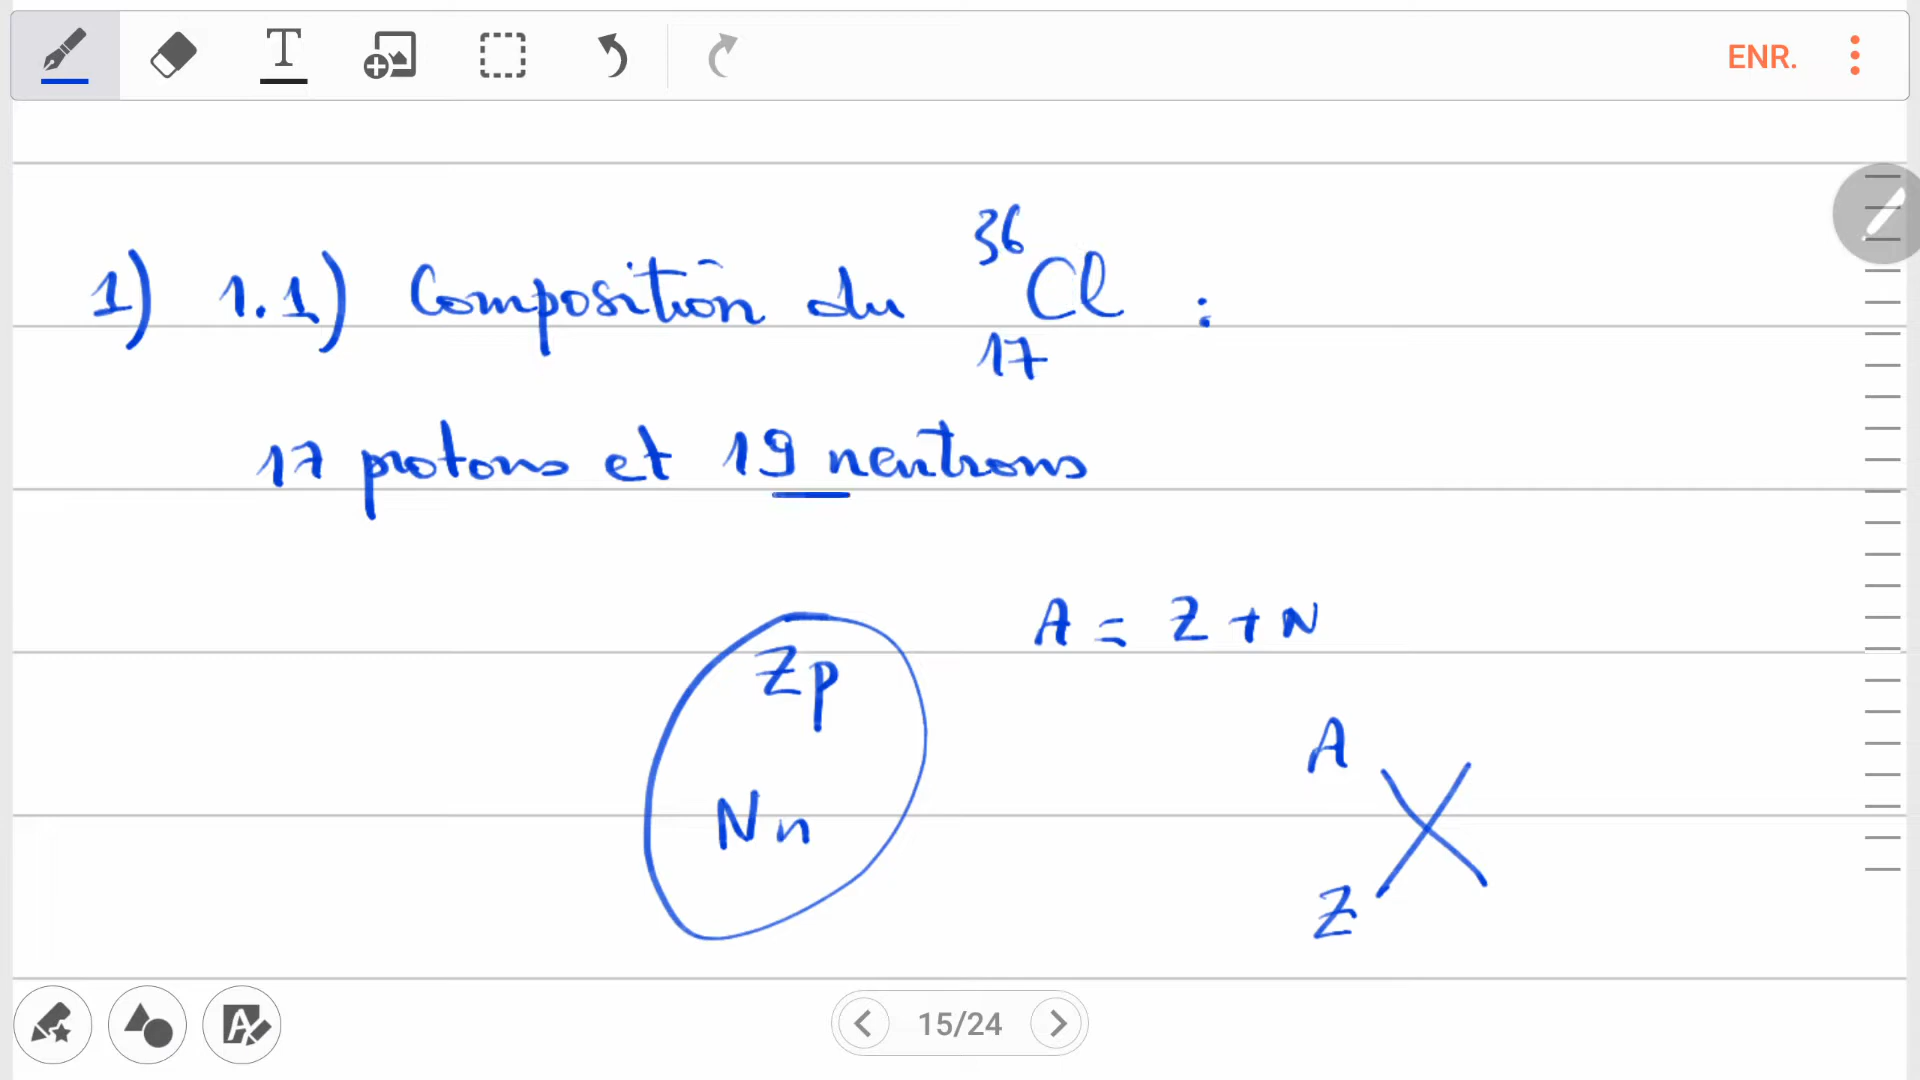 T
ENR.
1) 1.1) Composition du ³⁶₁₇Cl :
17 protons et 19 neutrons
A = Z + N
Zp
Nn
A
X
Z
A
15/24